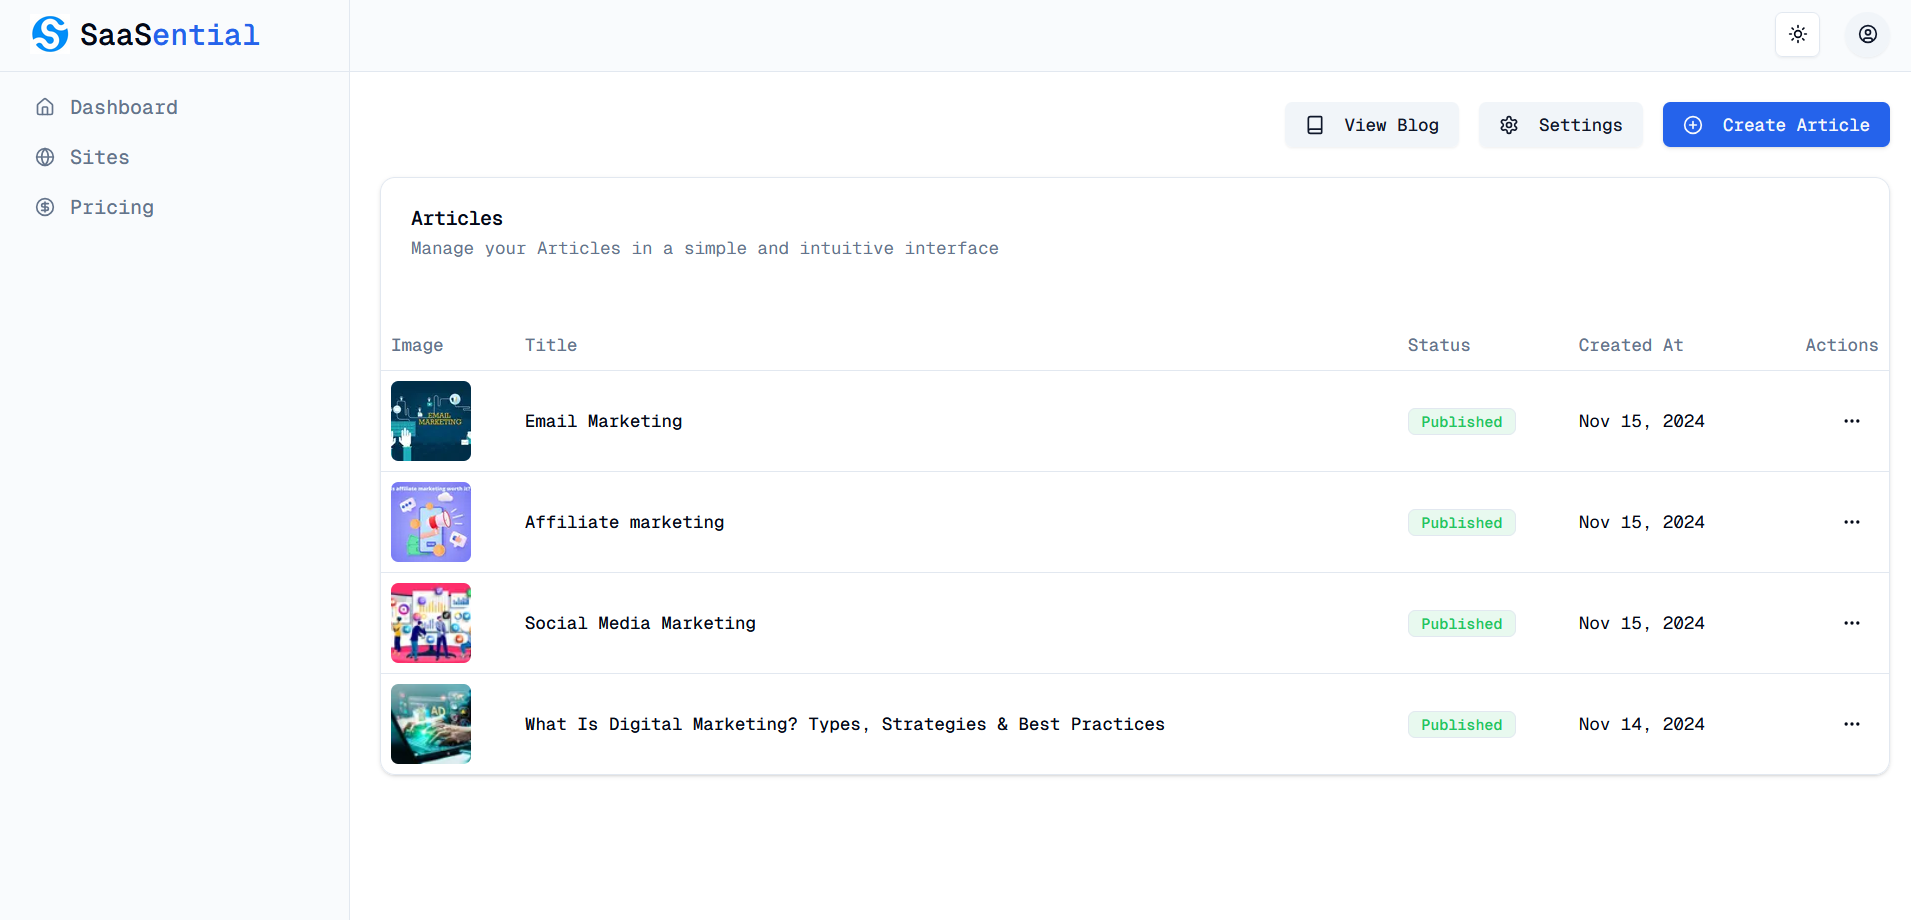 SaaSential
Dashboard
Sites
Pricing
View Blog
Settings
Create Article
Articles
Manage your Articles in a simple and intuitive interface
Image Title Status Created At Actions
EMAIL
MARKETING
Email Marketing Published Nov 15, 2024
affiliate marketing worth it?
Affiliate marketing Published Nov 15, 2024
Social Media Marketing Published Nov 15, 2024
AD
What Is Digital Marketing? Types, Strategies & Best Practices Published Nov 14, 2024